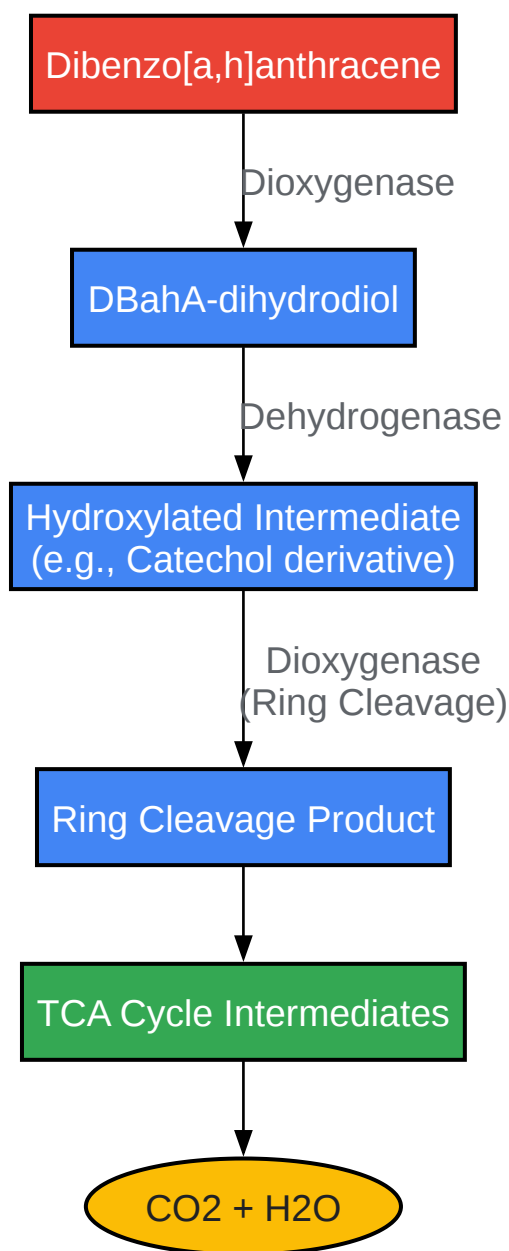 Dibenzo[a,h]anthracene
Dioxygenase
DBahA-dihydrodiol
Dehydrogenase
Hydroxylated Intermediate
(e.g., Catechol derivative)
Dioxygenase
(Ring Cleavage)
Ring Cleavage Product
TCA Cycle Intermediates
CO2 + H2O